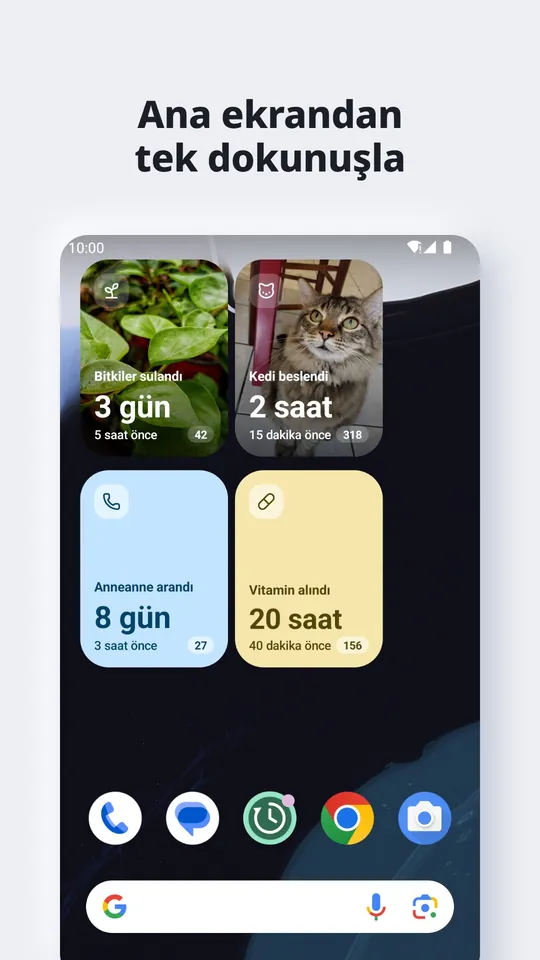 Ana ekrandan
tek dokunuşla
10:00
Bitkiler sulandı
3 gün
5 saat önce
42
Kedi beslendi
2 saat
15 dakika önce
318
Anneanne arandı
8 gün
3 saat önce
27
Vitamin alındı
20 saat
40 dakika önce
156